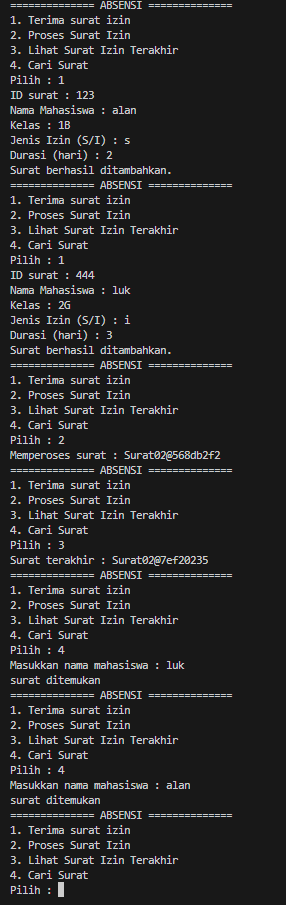 ============== ABSENSI ==============
1. Terima surat izin
2. Proses Surat Izin
3. Lihat Surat Izin Terakhir
4. Cari Surat
Pilih : 1
ID surat : 123
Nama Mahasiswa : alan
Kelas : 1B
Jenis Izin (S/I) : s
Durasi (hari) : 2
Surat berhasil ditambahkan.
============== ABSENSI ==============
1. Terima surat izin
2. Proses Surat Izin
3. Lihat Surat Izin Terakhir
4. Cari Surat
Pilih : 1
ID surat : 444
Nama Mahasiswa : luk
Kelas : 2G
Jenis Izin (S/I) : i
Durasi (hari) : 3
Surat berhasil ditambahkan.
============== ABSENSI ==============
1. Terima surat izin
2. Proses Surat Izin
3. Lihat Surat Izin Terakhir
4. Cari Surat
Pilih : 2
Memperoses surat : Surat02@568db2f2
============== ABSENSI ==============
1. Terima surat izin
2. Proses Surat Izin
3. Lihat Surat Izin Terakhir
4. Cari Surat
Pilih : 3
Surat terakhir : Surat02@7ef20235
============== ABSENSI ==============
1. Terima surat izin
2. Proses Surat Izin
3. Lihat Surat Izin Terakhir
4. Cari Surat
Pilih : 4
Masukkan nama mahasiswa : luk
surat ditemukan
============== ABSENSI ==============
1. Terima surat izin
2. Proses Surat Izin
3. Lihat Surat Izin Terakhir
4. Cari Surat
Pilih : 4
Masukkan nama mahasiswa : alan
surat ditemukan
============== ABSENSI ==============
1. Terima surat izin
2. Proses Surat Izin
3. Lihat Surat Izin Terakhir
4. Cari Surat
Pilih :